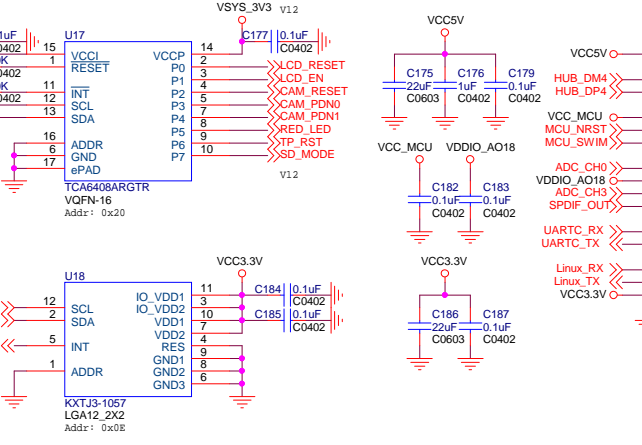 VSYS_3V3 V12
1uF
0402
0K
0402
0K
0402
U17
C177 0.1uF
C0402
15 VCCI VCCP 14
1 RESET P0 2 LCD_RESET
P1 3 LCD_EN
11 INT P2 4 CAM_RESET
12 SCL P3 5 CAM_PDN0
13 SDA P4 7 CAM_PDN1
P5 8 RED_LED
16 ADDR P6 9 TP_RST
6 GND P7 10 SD_MODE
17 ePAD
V12
TCA6408ARGTR
VQFN-16
Addr: 0x20
VCC5V
C175 C176 C179
22uF 1uF 0.1uF
C0603 C0402 C0402
VCC_MCU VDDIO_AO18
C182 C183
0.1uF 0.1uF
C0402 C0402
VCC5V
HUB_DM4
HUB_DP4
VCC_MCU
MCU_NRST
MCU_SWIM
ADC_CH0
VDDIO_AO18
ADC_CH3
SPDIF_OUT
UARTC_RX
UARTC_TX
Linux_RX
Linux_TX
VCC3.3V
VCC3.3V
U18
12 SCL IO_VDD1 11 C184 0.1uF
C0402
2 SDA IO_VDD2 3
VDD1 10 C185 0.1uF
C0402
VDD2 7
5 INT RES 4
GND1 9
1 ADDR GND2 8
GND3 6
KXTJ3-1057
LGA12_2X2
Addr: 0x0E
VCC3.3V
C186 C187
22uF 0.1uF
C0603 C0402